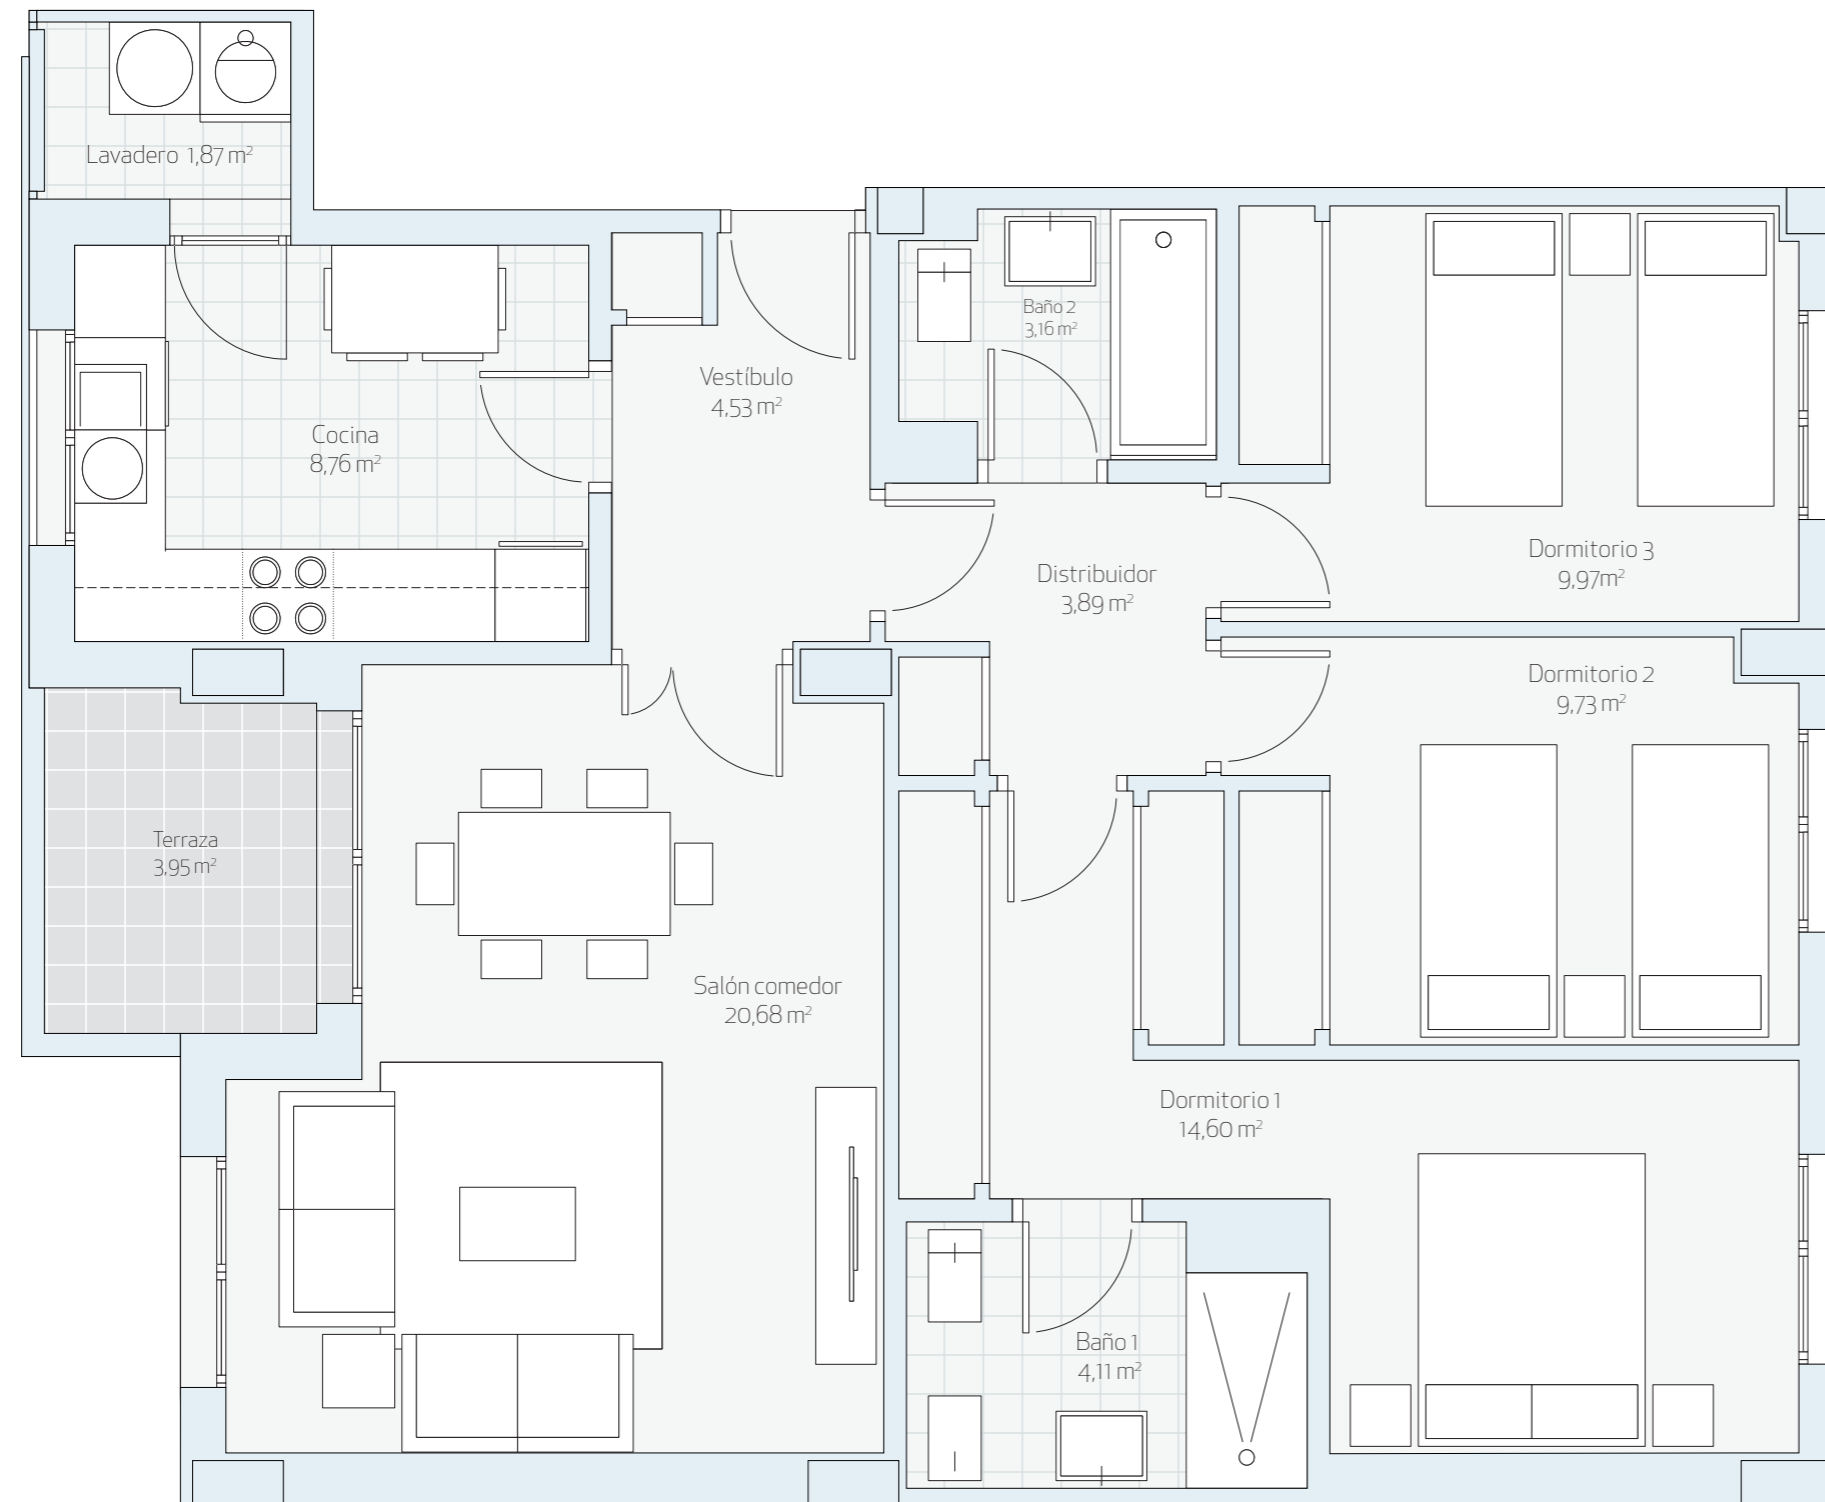 Lavadero 1,87 m²
Baño 2
3,16 m²
Vestíbulo
4,53 m²
Cocina
8,76 m²
Dormitorio 3
9,97m²
Distribuidor
3,89 m²
Dormitorio 2
9,73 m²
Terraza
3,95 m²
Salón comedor
20,68 m²
Dormitorio 1
14,60 m²
Baño 1
4,11 m²